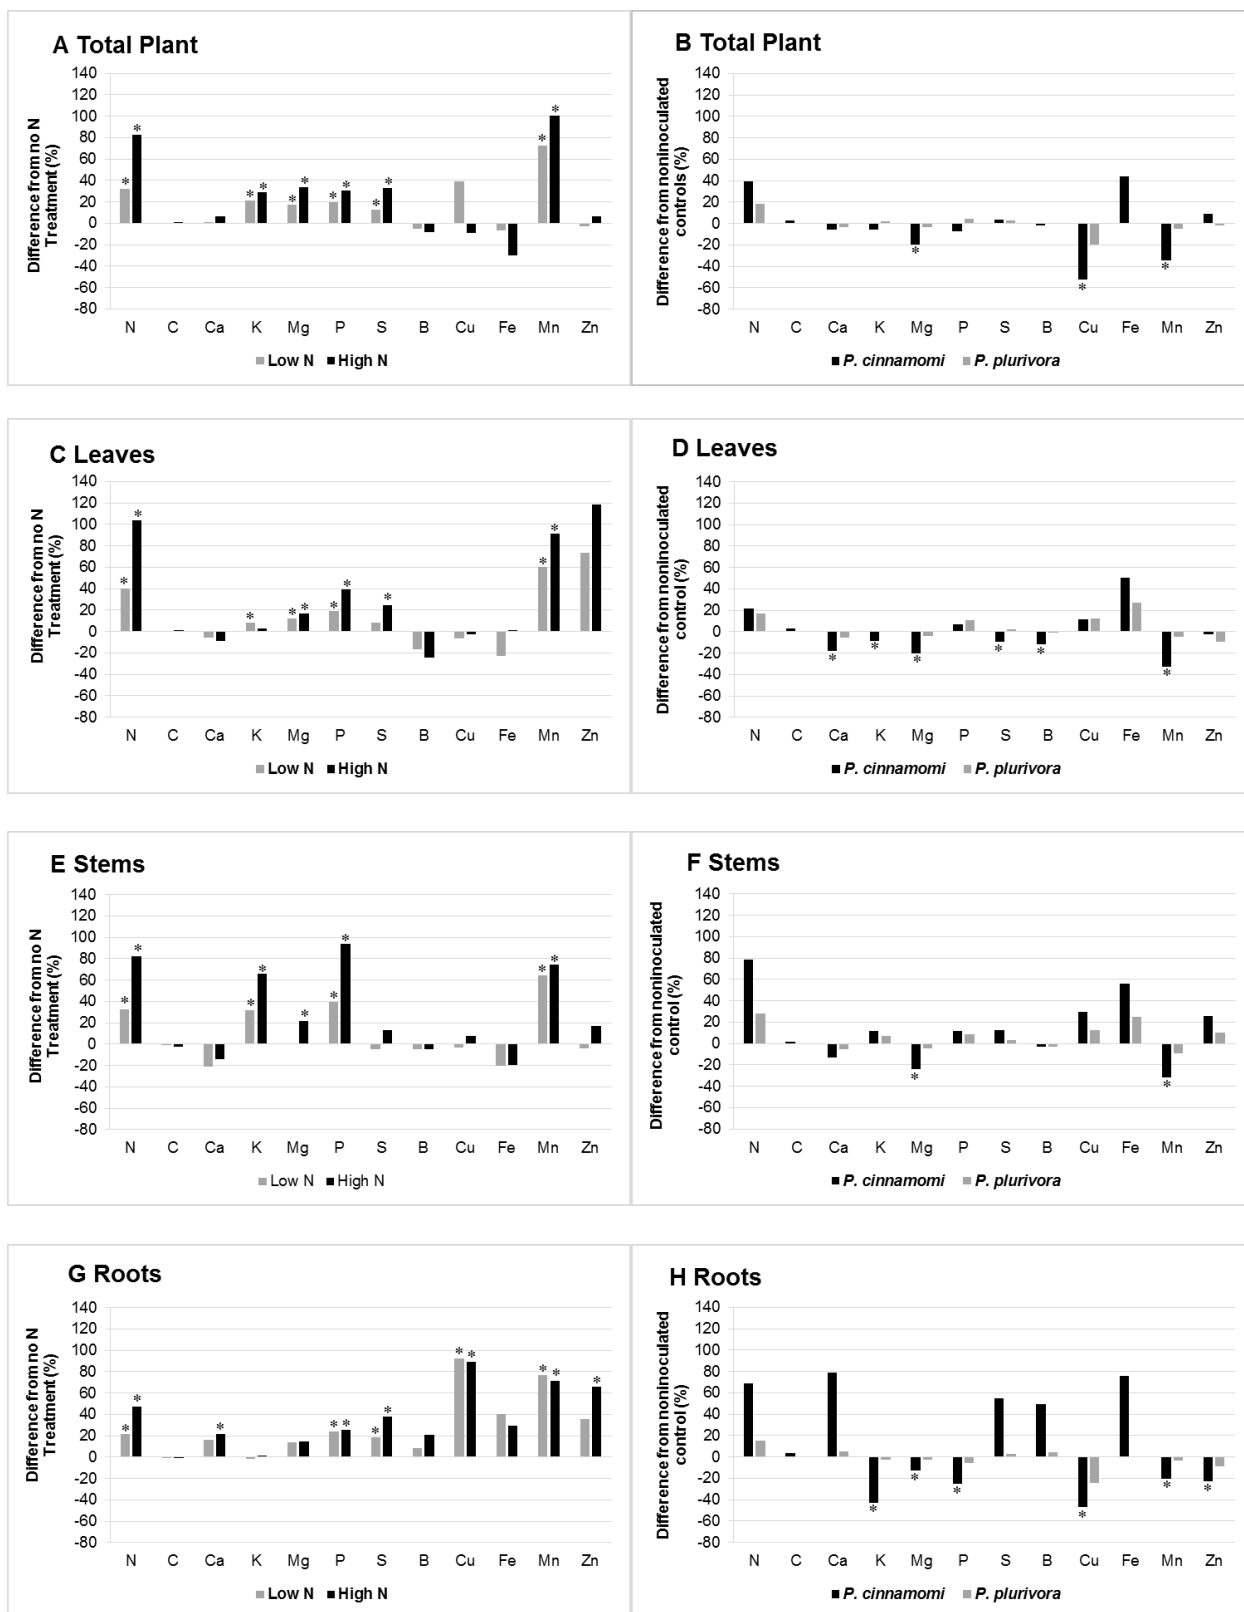 A Total Plant
Difference from no N
Treatment (%)
140
120
100
80
60
40
20
0
-20
-40
-60
-80
* * * * * * * * * * * * * *
N C Ca K Mg P S B Cu Fe Mn Zn
Low N High N
B Total Plant
Difference from noninoculated
controls (%)
140
120
100
80
60
40
20
0
-20
-40
-60
-80
* * *
N C Ca K Mg P S B Cu Fe Mn Zn
P. cinnamomi P. plurivora
C Leaves
Difference from no N
Treatment (%)
140
120
100
80
60
40
20
0
-20
-40
-60
-80
* * * * * * * * * *
N C Ca K Mg P S B Cu Fe Mn Zn
Low N High N
D Leaves
Difference from noninoculated
control (%)
140
120
100
80
60
40
20
0
-20
-40
-60
-80
* * * * * *
N C Ca K Mg P S B Cu Fe Mn Zn
P. cinnamomi P. plurivora
E Stems
Difference from no N
Treatment (%)
140
120
100
80
60
40
20
0
-20
-40
-60
-80
* * * * * * * * *
N C Ca K Mg P S B Cu Fe Mn Zn
Low N High N
F Stems
Difference from noninoculated
control (%)
140
120
100
80
60
40
20
0
-20
-40
-60
-80
* *
N C Ca K Mg P S B Cu Fe Mn Zn
P. cinnamomi P. plurivora
G Roots
Difference from no N
Treatment (%)
140
120
100
80
60
40
20
0
-20
-40
-60
-80
* * * * * * * * * * * *
N C Ca K Mg P S B Cu Fe Mn Zn
Low N High N
H Roots
Difference from noninoculated
control (%)
140
120
100
80
60
40
20
0
-20
-40
-60
-80
* * * * * *
N C Ca K Mg P S B Cu Fe Mn Zn
P. cinnamomi P. plurivora